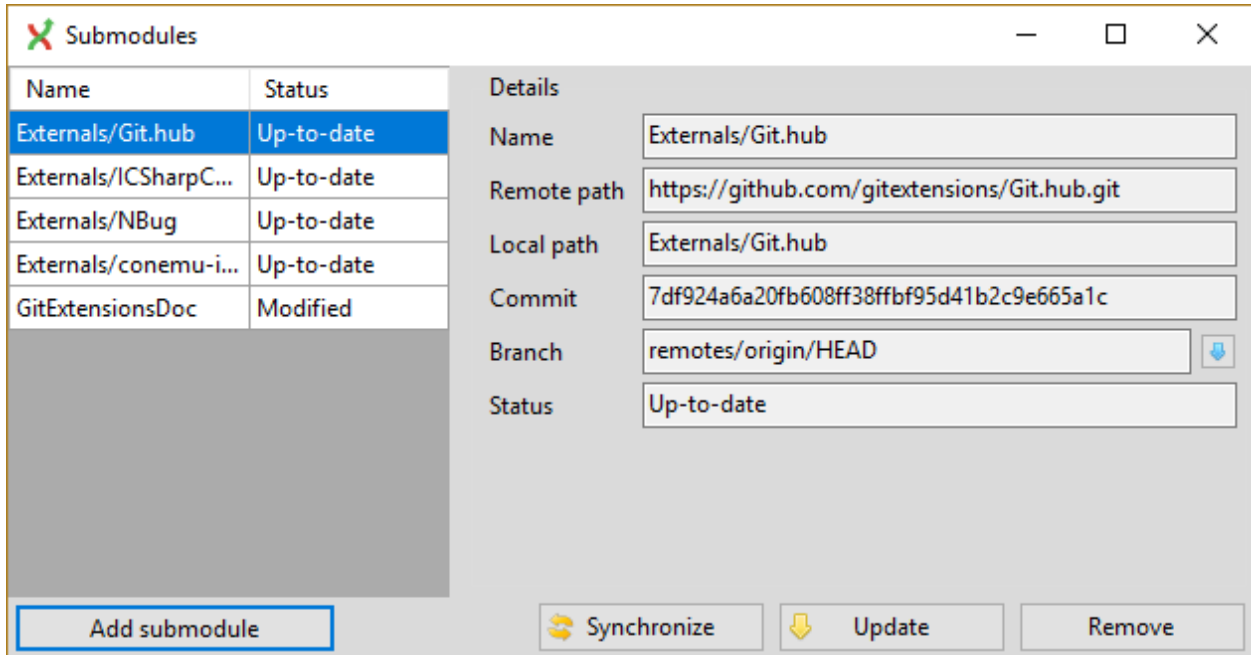 Submodules
Name Status
Externals/Git.hub Up-to-date
Externals/ICSharpC... Up-to-date
Externals/NBug Up-to-date
Externals/conemu-i... Up-to-date
GitExtensionsDoc Modified
Add submodule
Details
Name Externals/Git.hub
Remote path https://github.com/gitextensions/Git.hub.git
Local path Externals/Git.hub
Commit 7df924a6a20fb608ff38ffbf95d41b2c9e665a1c
Branch remotes/origin/HEAD
Status Up-to-date
Synchronize Update Remove